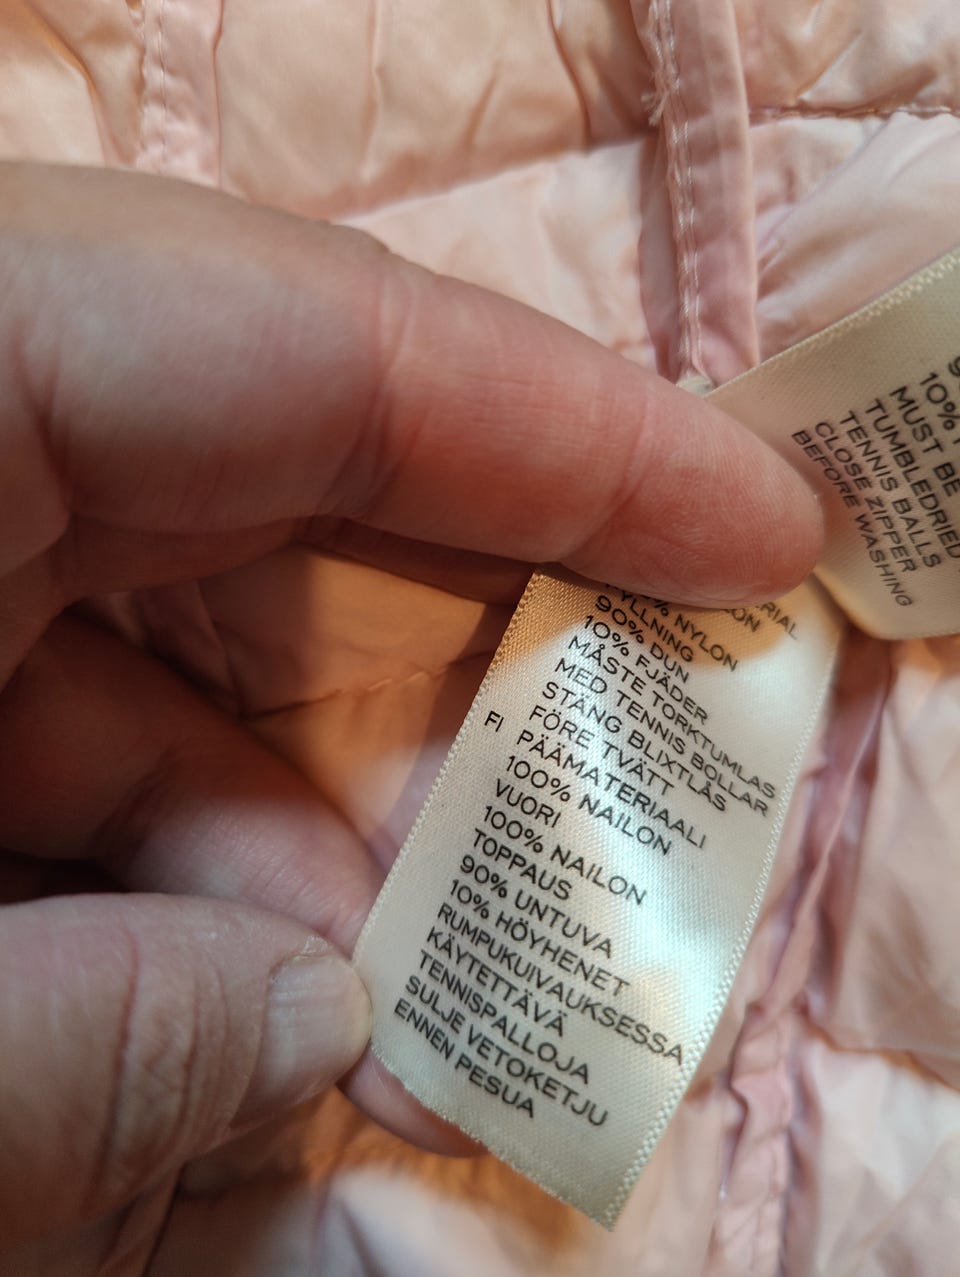 NYLON
FYLLNING
90% DUN
10% FJÄDER
MÅSTE TORKTUMLAS
MED TENNIS BOLLAR
STÄNG BLIXTLÅS
FÖRE TVÄTT
FI PÄÄMATERIAALI
100% NAILON
VUORI
100% NAILON
TOPPAUS
90% UNTUVA
10% HÖYHENET
RUMPUKUIVAUKSESSA
KÄYTETTÄVÄ
TENNISPALLOJA
SULJE VETOKETJU
ENNEN PESUA
10%
MUST BE
TUMBLEDRIED
TENNIS BALLS
CLOSE ZIPPER
BEFORE WASHING